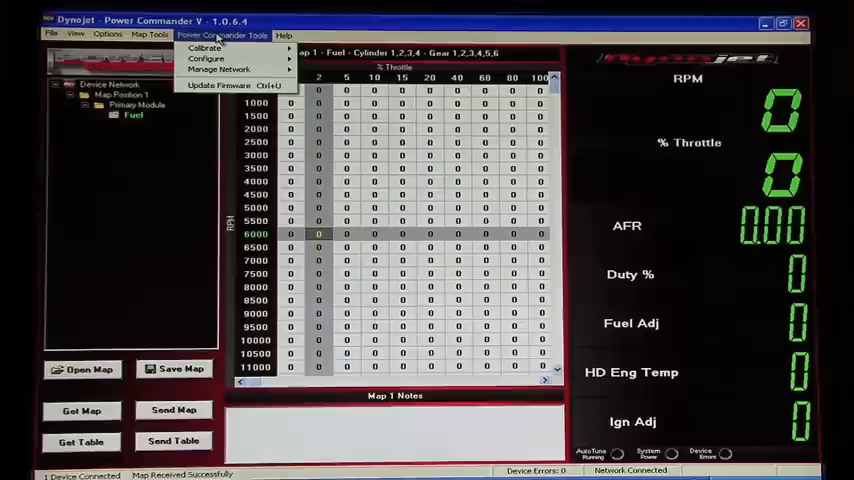 Dynojet - Power Commander V - 1.0.6.4
File View Options Map Tools Power Commander Tools Help
Calibrate
Configure
Manage Network
Update Firmware Ctrl+U
ap 1 - Fuel - Cylinder 1,2,3,4 - Gear 1,2,3,4,5,6
% Throttle
2 5 10 15 20 40 60 80 100
Device Network
Map Position 1
Primary Module
Fuel
RPM
0 0 0 0 0 0 0 0 0
1000 0 0 0 0 0 0 0 0 0 0
1500 0 0 0 0 0 0 0 0 0 0
2000 0 0 0 0 0 0 0 0 0 0
2500 0 0 0 0 0 0 0 0 0 0
3000 0 0 0 0 0 0 0 0 0 0
3500 0 0 0 0 0 0 0 0 0 0
4000 0 0 0 0 0 0 0 0 0 0
4500 0 0 0 0 0 0 0 0 0 0
5000 0 0 0 0 0 0 0 0 0 0
5500 0 0 0 0 0 0 0 0 0 0
6000 0 0 0 0 0 0 0 0 0 0
6500 0 0 0 0 0 0 0 0 0 0
7000 0 0 0 0 0 0 0 0 0 0
7500 0 0 0 0 0 0 0 0 0 0
8000 0 0 0 0 0 0 0 0 0 0
8500 0 0 0 0 0 0 0 0 0 0
9000 0 0 0 0 0 0 0 0 0 0
9500 0 0 0 0 0 0 0 0 0 0
10000 0 0 0 0 0 0 0 0 0 0
10500 0 0 0 0 0 0 0 0 0 0
11000 0 0 0 0 0 0 0 0 0 0
Open Map Save Map
Get Map Send Map
Get Table Send Table
Map 1 Notes
dynojet
RPM
0
% Throttle
0
AFR
0.00
Duty %
0
Fuel Adj
0
HD Eng Temp
0
Ign Adj
0
AutoTune Running
System Power
Device Errors
1 Device Connected Map Received Successfully Device Errors: 0 Network Connected